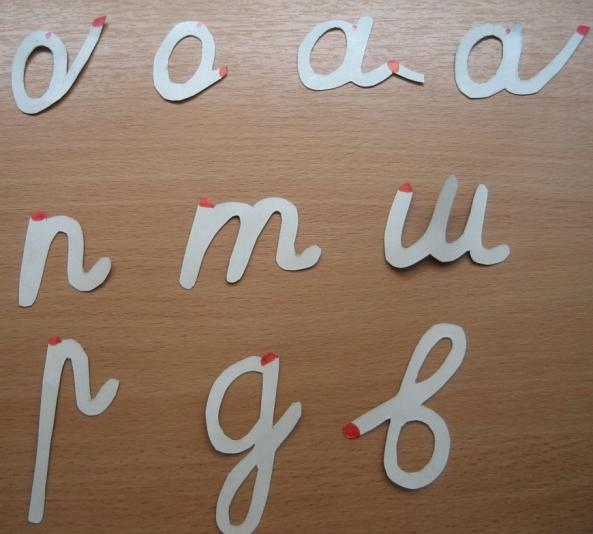 о о а а
п т ш
р д в